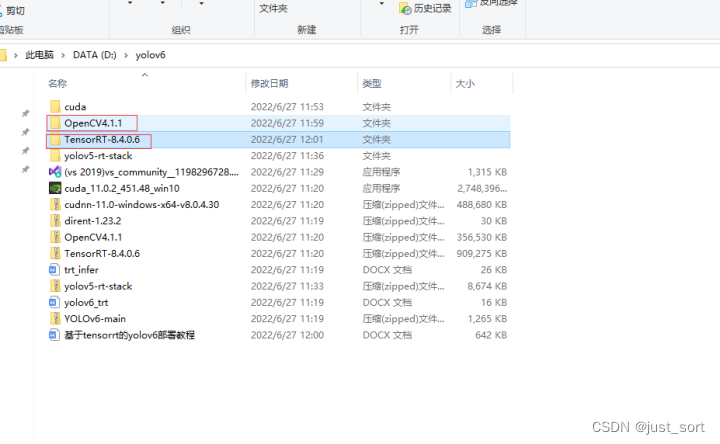 剪切
文件夹
历史记录
反向选择
剪贴板 组织 新建 打开 选择
此电脑 › DATA (D:) › yolov6
名称 修改日期 类型 大小
cuda 2022/6/27 11:53 文件夹
OpenCV4.1.1 2022/6/27 11:59 文件夹
TensorRT-8.4.0.6 2022/6/27 12:01 文件夹
yolov5-rt-stack 2022/6/27 11:36 文件夹
(vs 2019)vs_community__1198296728.... 2022/6/27 11:29 应用程序 1,315 KB
cuda_11.0.2_451.48_win10 2022/6/27 11:20 应用程序 2,748,396...
cudnn-11.0-windows-x64-v8.0.4.30 2022/6/27 11:20 压缩(zipped)文件... 488,680 KB
dirent-1.23.2 2022/6/27 11:19 压缩(zipped)文件... 30 KB
OpenCV4.1.1 2022/6/27 11:20 压缩(zipped)文件... 356,530 KB
TensorRT-8.4.0.6 2022/6/27 11:20 压缩(zipped)文件... 909,275 KB
trt_infer 2022/6/27 11:19 DOCX 文档 26 KB
yolov5-rt-stack 2022/6/27 11:33 压缩(zipped)文件... 8,674 KB
yolov6_trt 2022/6/27 11:19 DOCX 文档 16 KB
YOLOv6-main 2022/6/27 11:19 压缩(zipped)文件... 1,265 KB
基于tensorrt的yolov6部署教程 2022/6/27 12:00 DOCX 文档 642 KB
CSDN @just_sort